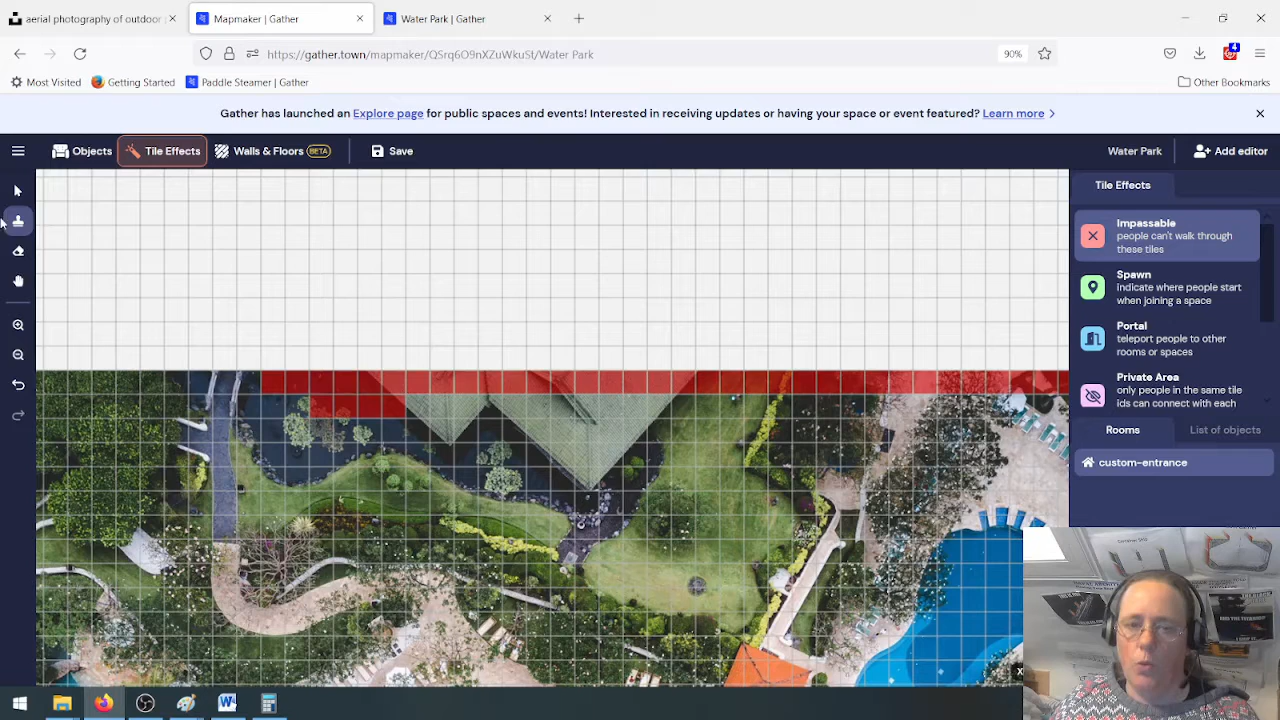 aerial photography of outdoor
Mapmaker | Gather
Water Park | Gather
https://gather.town/mapmaker/QSrq6O9nXZuWkuSt/Water Park
90%
Most Visited
Getting Started
Paddle Steamer | Gather
Other Bookmarks
Gather has launched an Explore page for public spaces and events! Interested in receiving updates or having your space or event featured? Learn more
Objects
Tile Effects
Walls & Floors BETA
Save
Water Park
Add editor
Tile Effects
Impassable
people can't walk through
these tiles
Spawn
indicate where people start
when joining a space
Portal
teleport people to other
rooms or spaces
Private Area
only people in the same tile
ids can connect with each
Rooms
List of objects
custom-entrance